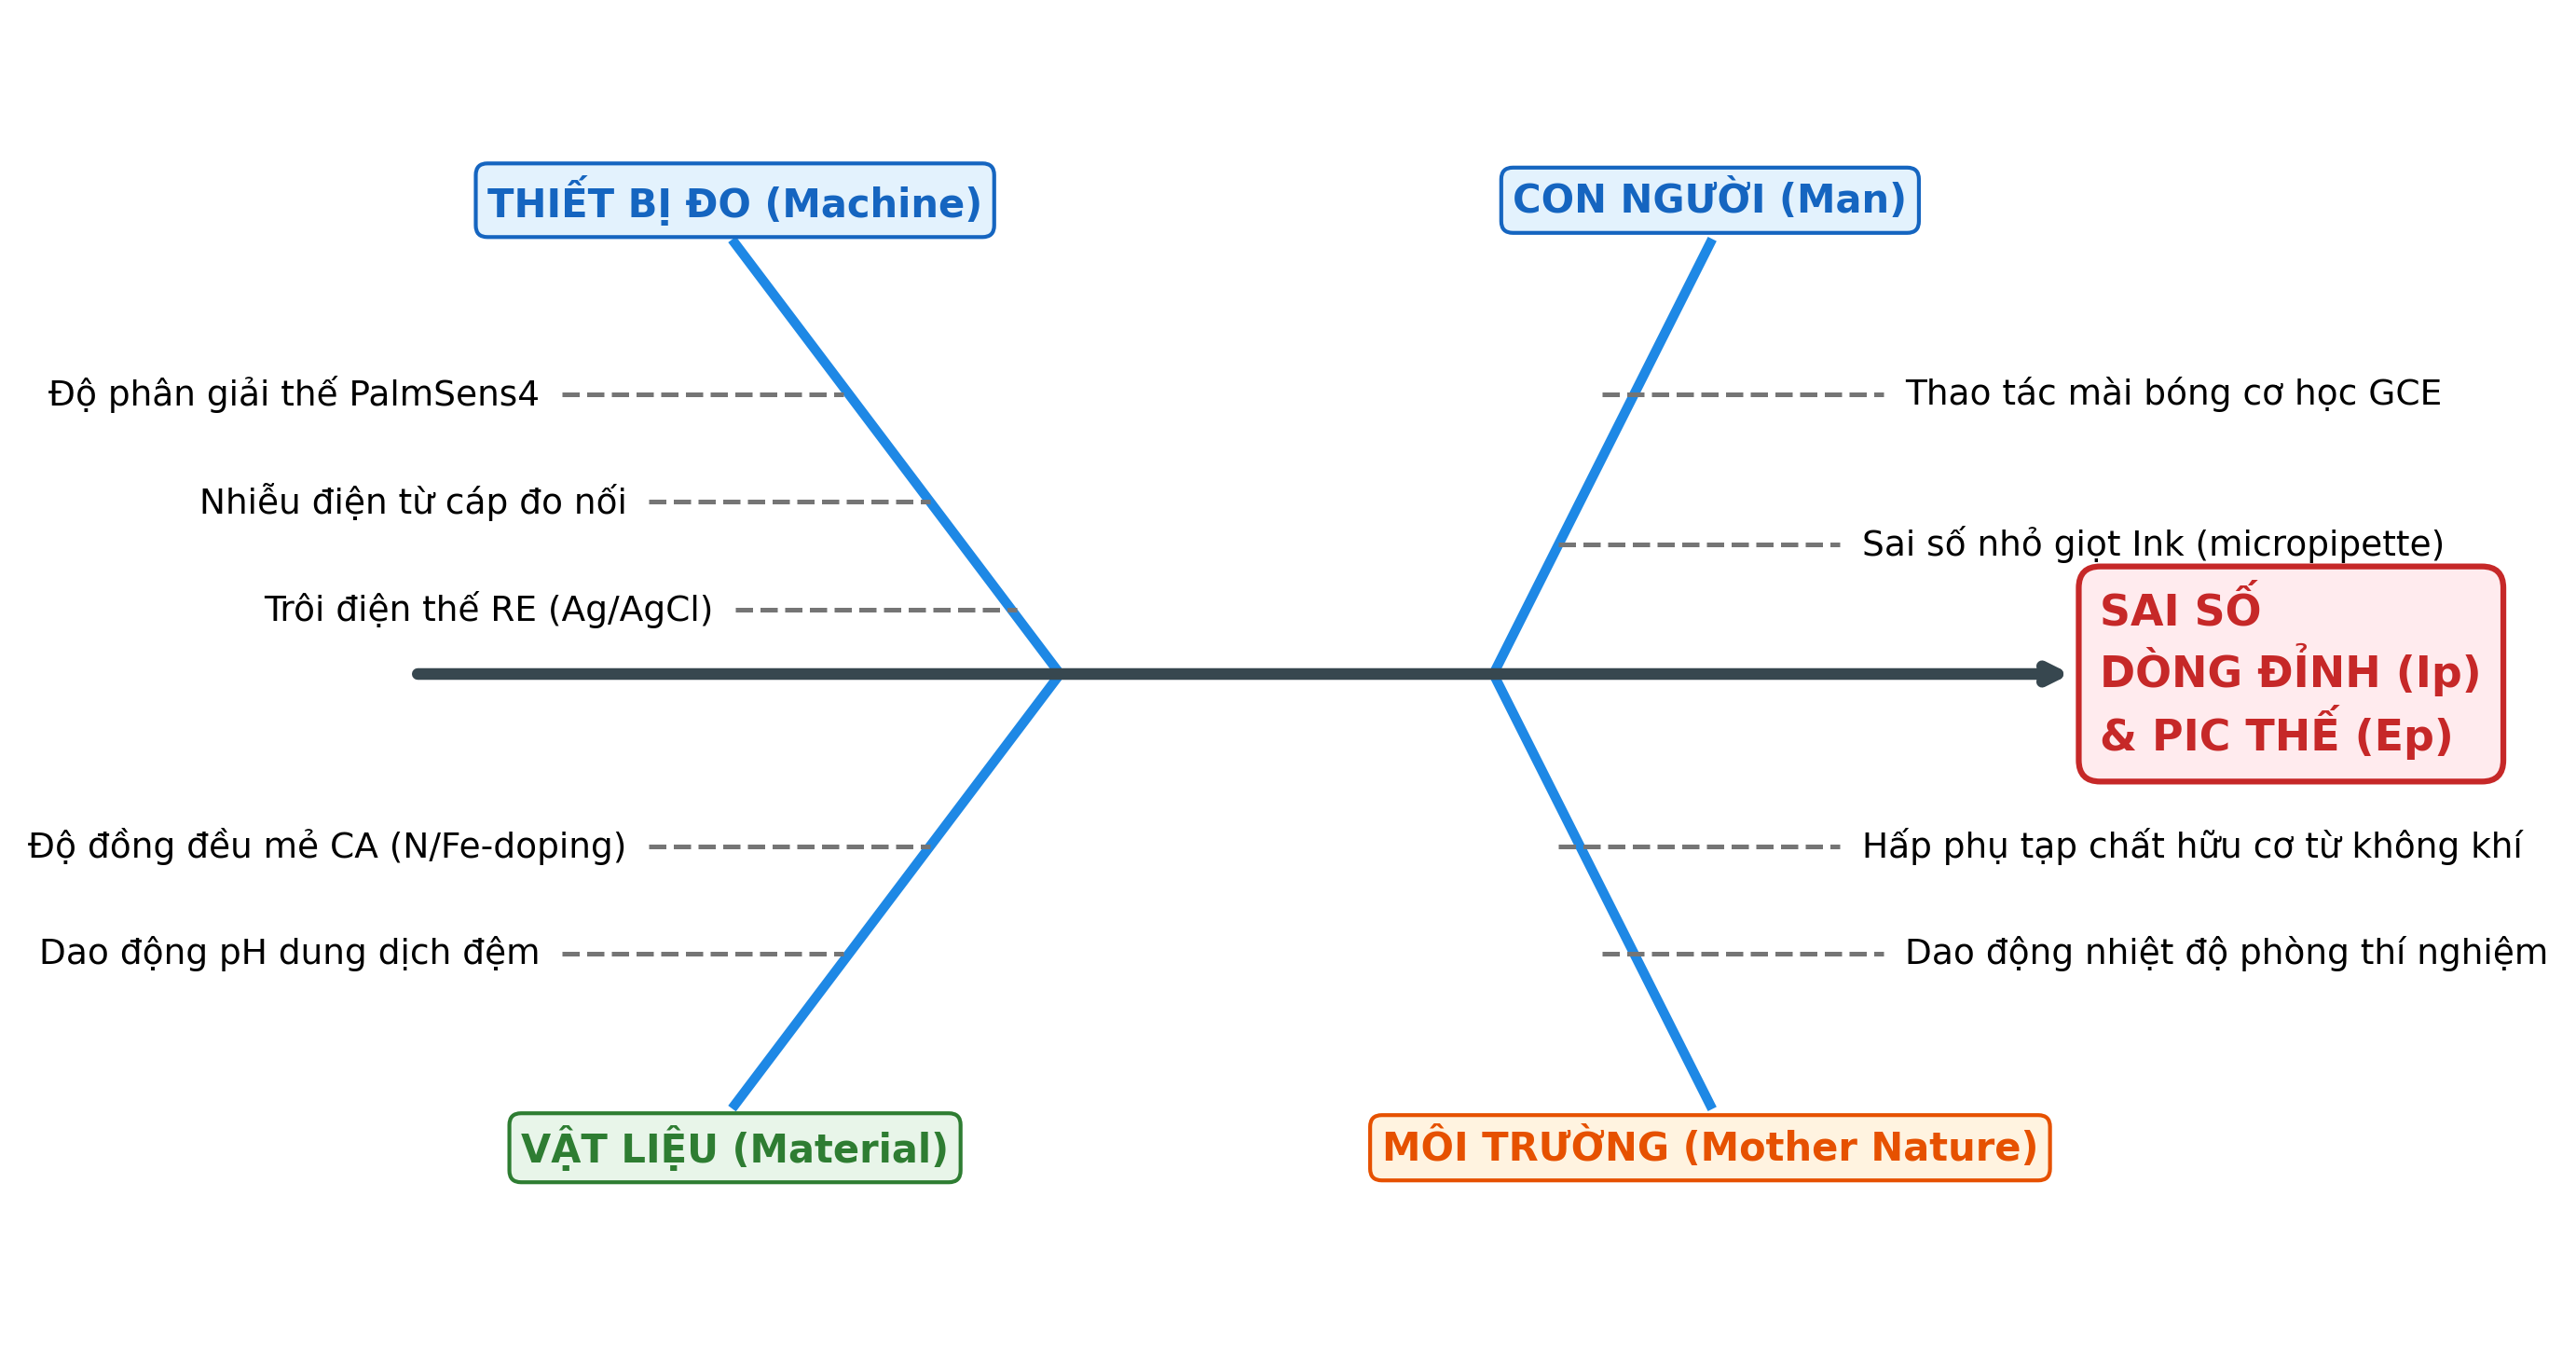 THIẾT BỊ ĐO (Machine)
CON NGƯỜI (Man)
Độ phân giải thế PalmSens4
Thao tác mài bóng cơ học GCE
Nhiễu điện từ cáp đo nối
Sai số nhỏ giọt Ink (micropipette)
Trôi điện thế RE (Ag/AgCl)
SAI SỐ
DÒNG ĐỈNH (Ip)
& PIC THẾ (Ep)
Độ đồng đều mẻ CA (N/Fe-doping)
Hấp phụ tạp chất hữu cơ từ không khí
Dao động pH dung dịch đệm
Dao động nhiệt độ phòng thí nghiệm
VẬT LIỆU (Material)
MÔI TRƯỜNG (Mother Nature)